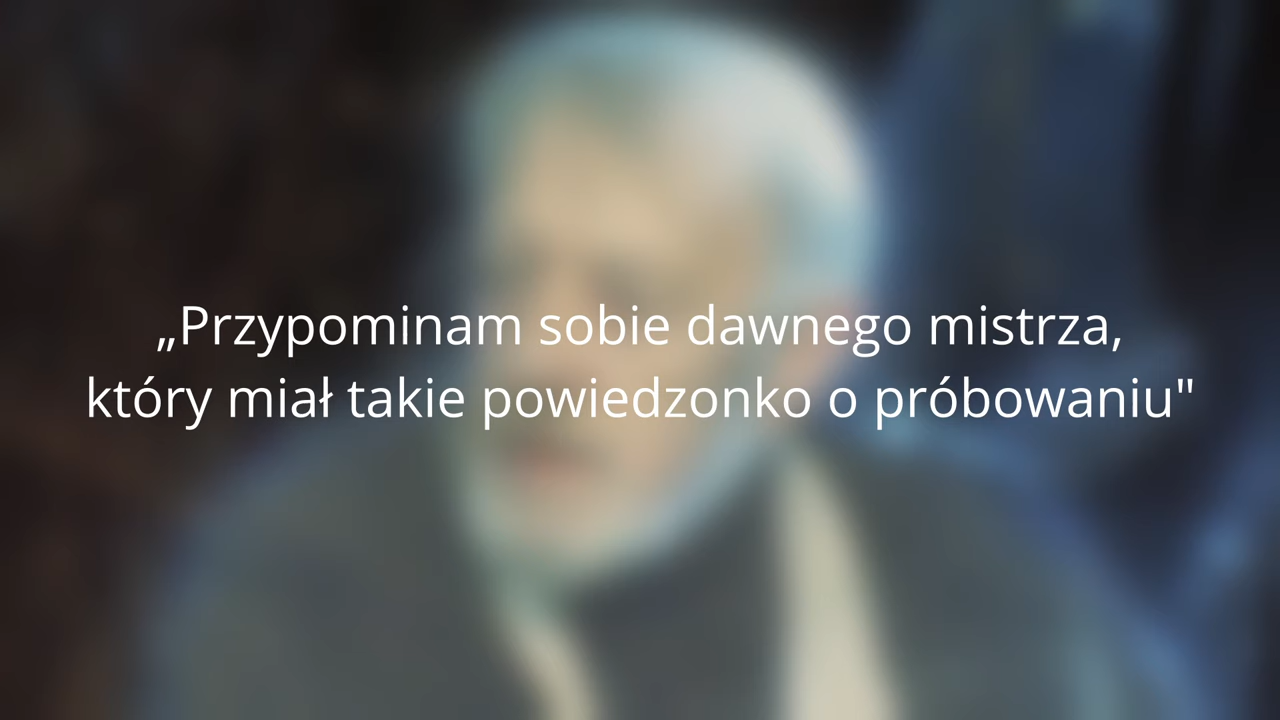 „Przypominam sobie dawnego mistrza,
który miał takie powiedzonko o próbowaniu"